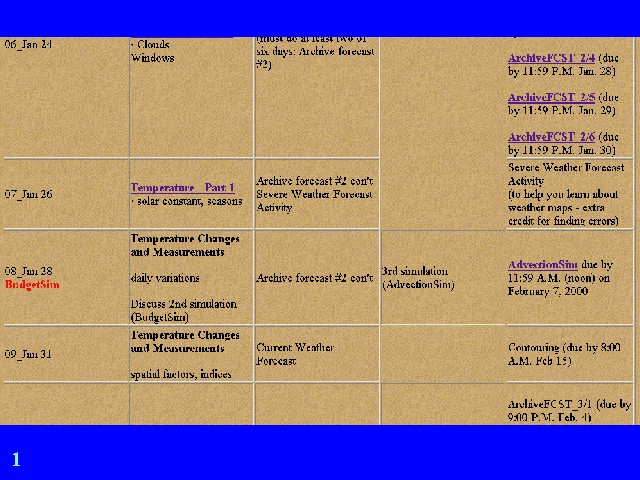 06_Jan 24
· Clouds
Windows
(must do at least two of
six days: Archive forecast
#2)
ArchiveFCST_2/4 (due
by 11:59 P.M. Jan. 28)
ArchiveFCST_2/5 (due
by 11:59 P.M. Jan. 29)
ArchiveFCST_2/6 (due
by 11:59 P.M. Jan. 30)
07_Jan 26
Temperature - Part 1
· solar constant, seasons
Archive forecast #2 con't
Severe Weather Forecast
Activity
Severe Weather Forecast
Activity
(to help you learn about
weather maps - extra
credit for finding errors)
08_Jan 28
BudgetSim
Temperature Changes
and Measurements
daily variations
Discuss 2nd simulation
(BudgetSim)
Archive forecast #2 con't
3rd simulation
(AdvectionSim)
AdvectionSim due by
11:59 A.M. (noon) on
February 7, 2000
09_Jan 31
Temperature Changes
and Measurements
spatial factors, indices
Current Weather
Forecast
Contouring (due by 8:00
A.M. Feb 15)
ArchiveFCST_3/1 (due by
9:00 P.M. Feb. 4)
1